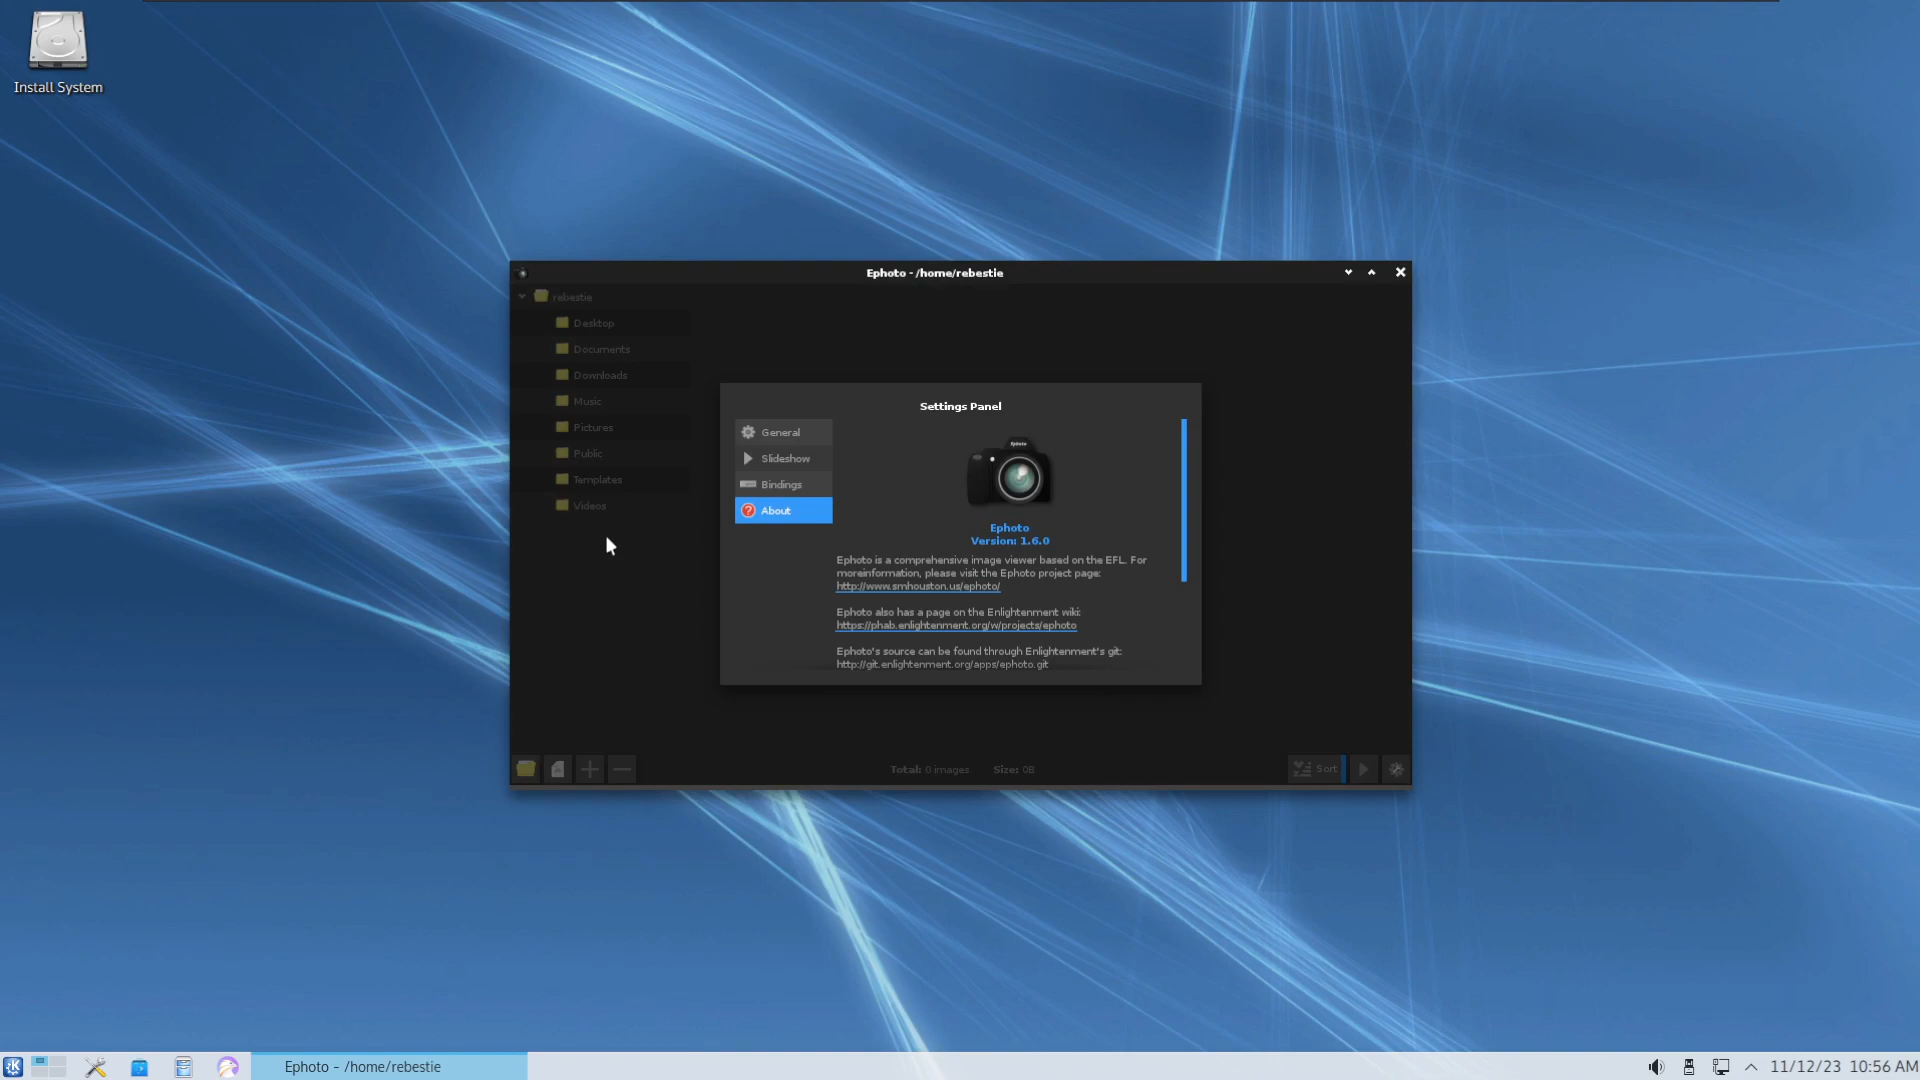 Install System
Ephoto - /home/rebestie
rebestie
Desktop
Documents
Downloads
Music
Pictures
Public
Templates
Videos
Settings Panel
General
Slideshow
Bindings
About
Ephoto
Ephoto
Version: 1.6.0
Ephoto is a comprehensive image viewer based on the EFL. For
moreinformation, please visit the Ephoto project page:
http://www.smhouston.us/ephoto/
Ephoto also has a page on the Enlightenment wiki:
https://phab.enlightenment.org/w/projects/ephoto
Ephoto's source can be found through Enlightenment's git:
http://git.enlightenment.org/apps/ephoto.git
Total: 0 images Size: 0B
Sort
Ephoto - /home/rebestie
11/12/23 10:56 AM